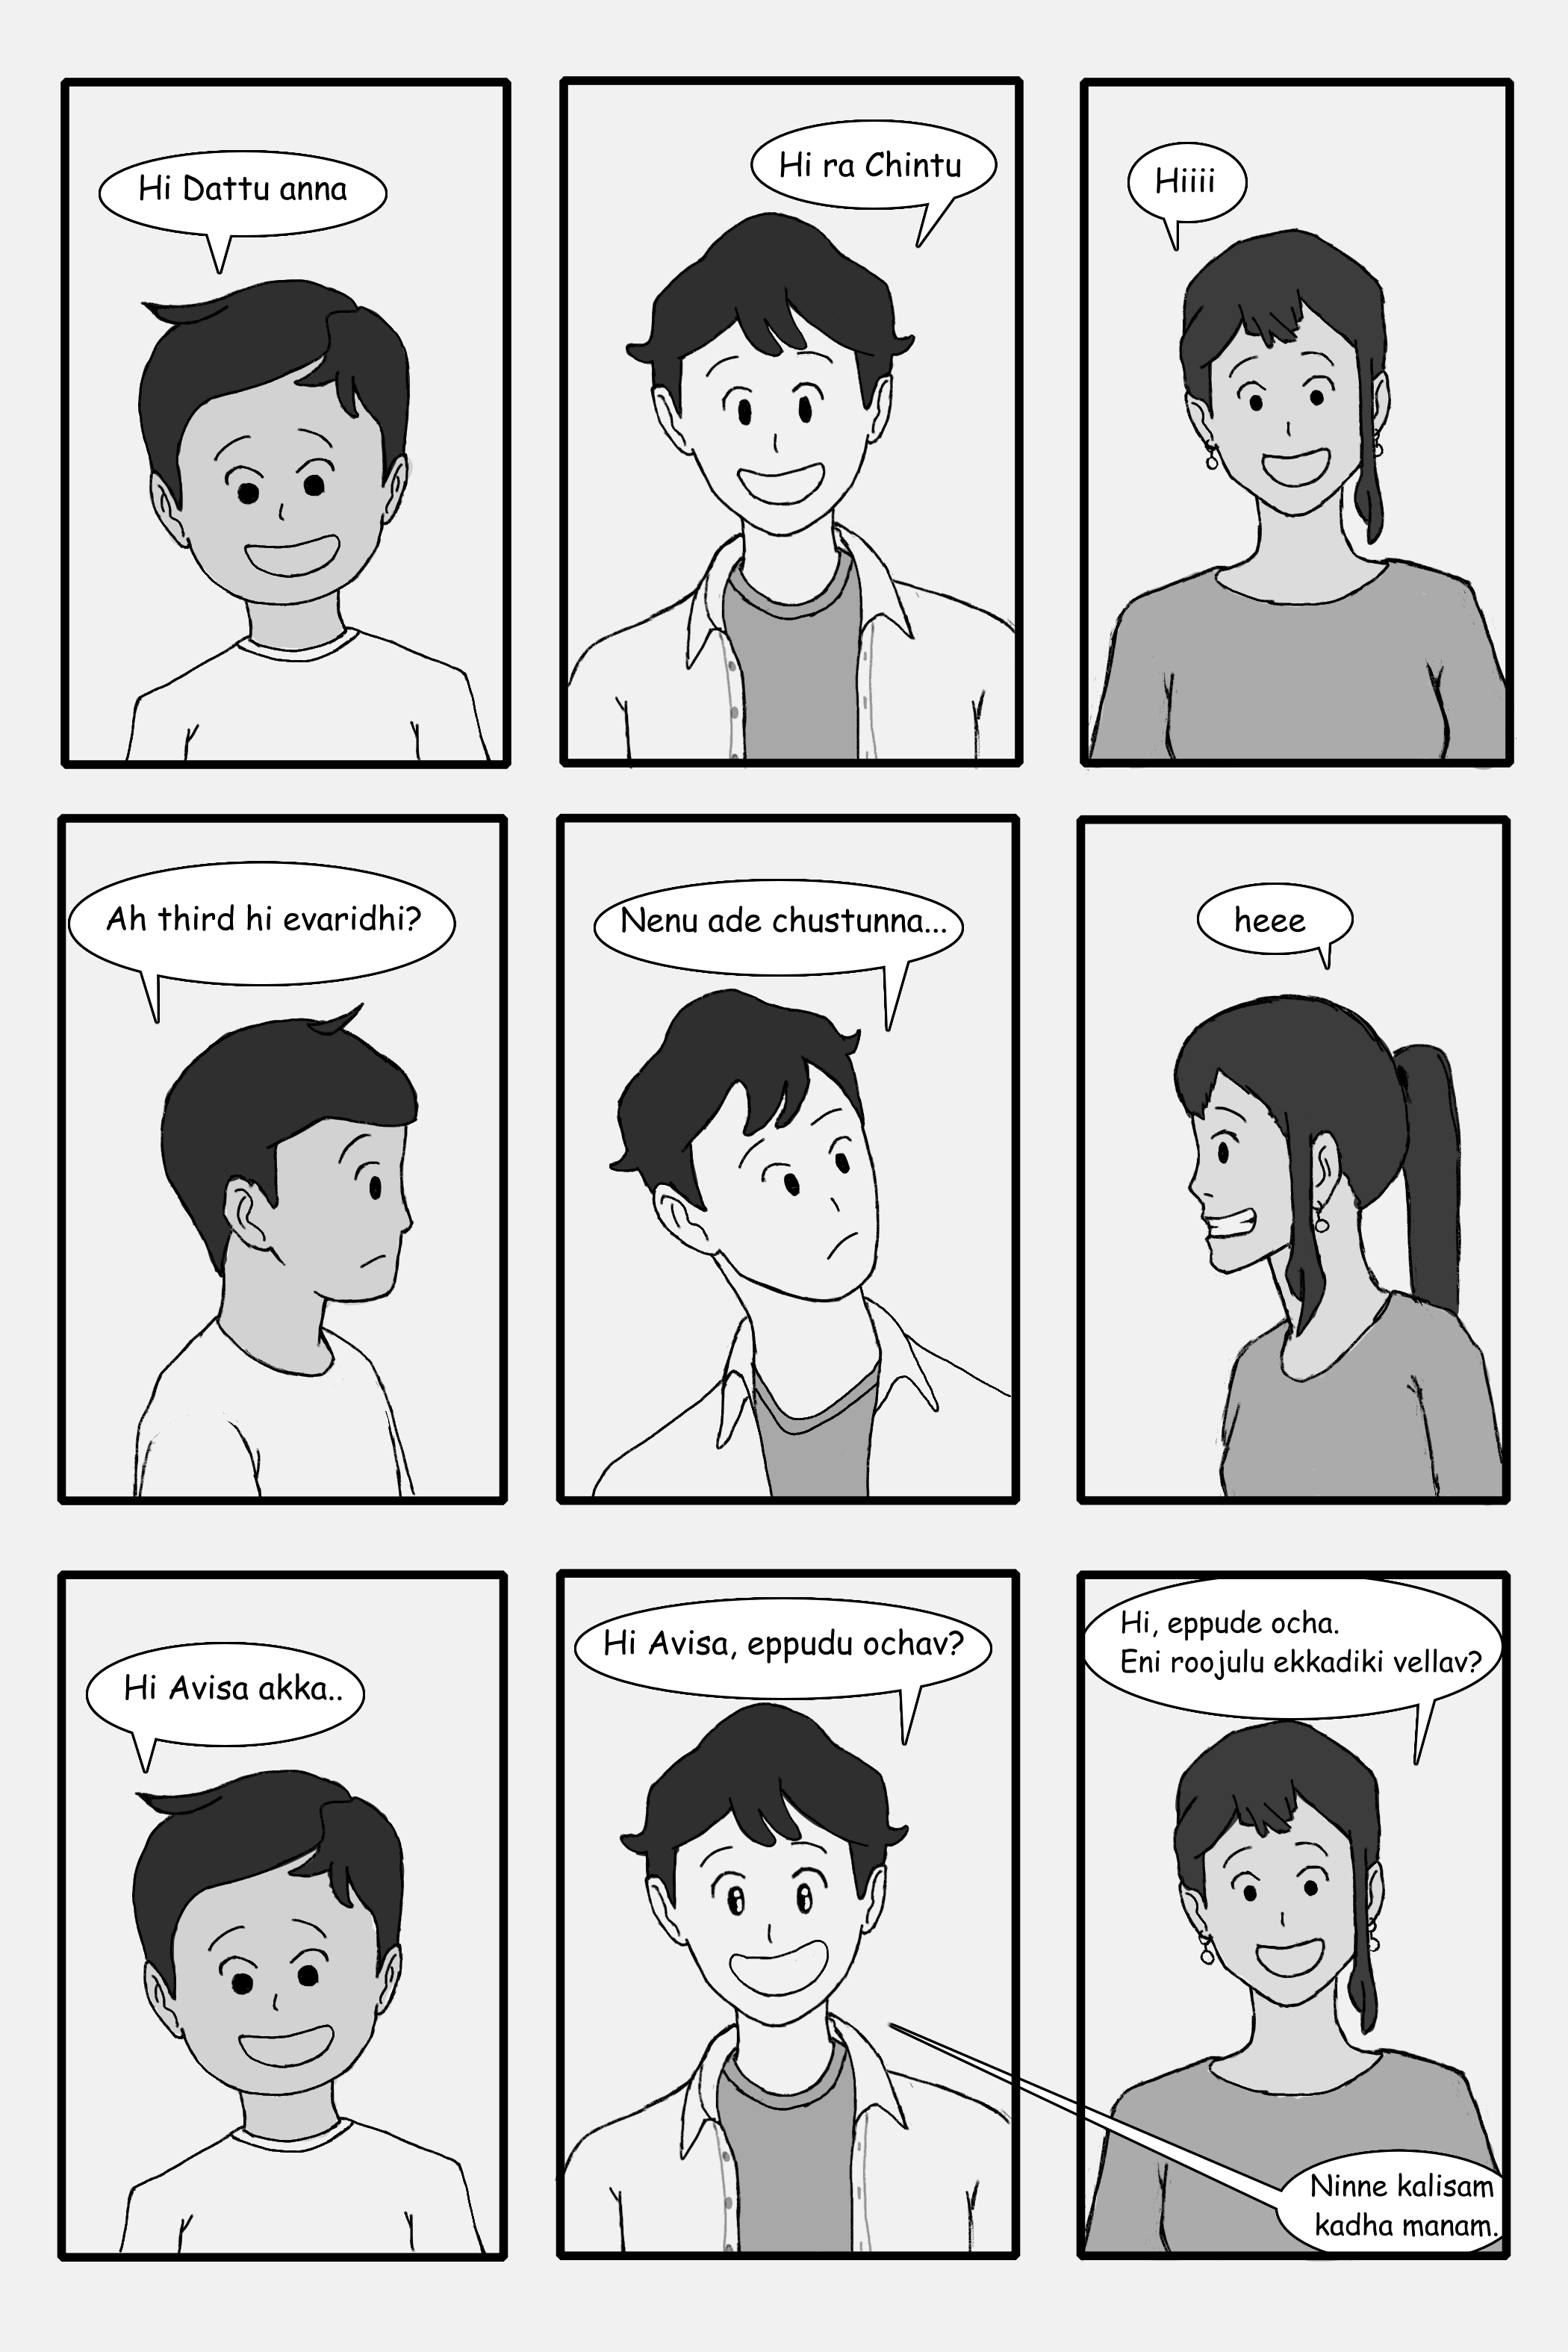 Hi Dattu anna
Hi ra Chintu
Hiiii
Ah third hi evaridhi?
Nenu ade chustunna...
heee
Hi Avisa akka..
Hi Avisa, eppudu ochav?
Hi, eppude ocha.
Eni roojulu ekkadiki vellav?
Ninne kalisam
kadha manam.